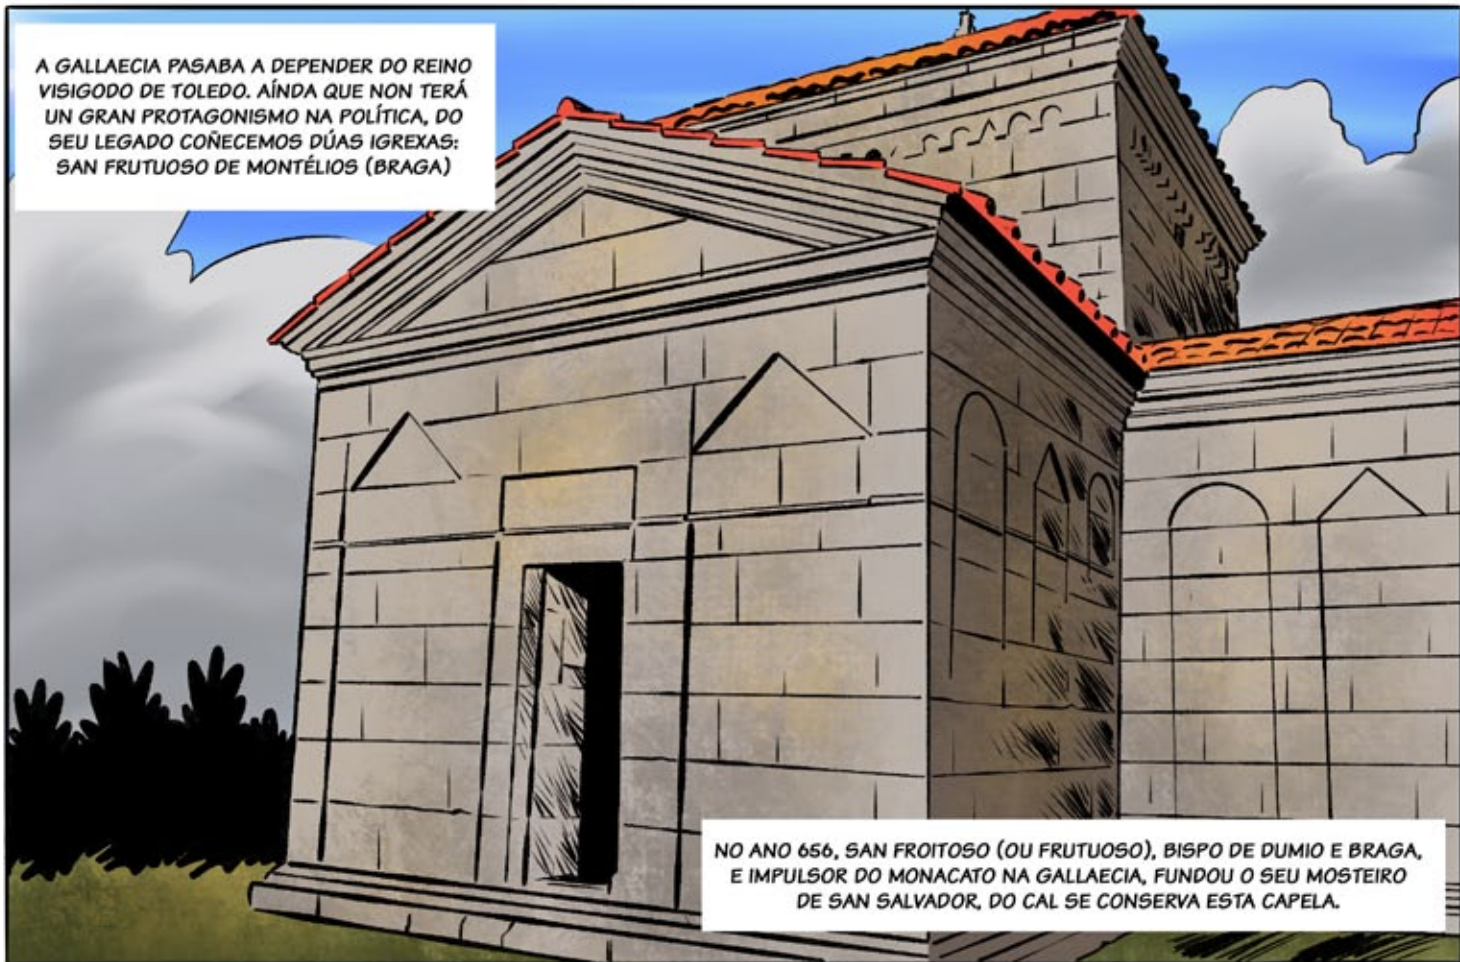 A GALLAECIA PASABA A DEPENDER DO REINO
VISIGODO DE TOLEDO. AÍNDA QUE NON TERÁ
UN GRAN PROTAGONISMO NA POLÍTICA, DO
SEU LEGADO COÑECEMOS DÚAS IGREXAS:
SAN FRUTUOSO DE MONTÉLIOS (BRAGA)
NO ANO 656, SAN FROITOSO (OU FRUTUOSO), BISPO DE DUMIO E BRAGA,
E IMPULSOR DO MONACATO NA GALLAECIA, FUNDOU O SEU MOSTEIRO
DE SAN SALVADOR, DO CAL SE CONSERVA ESTA CAPELA.